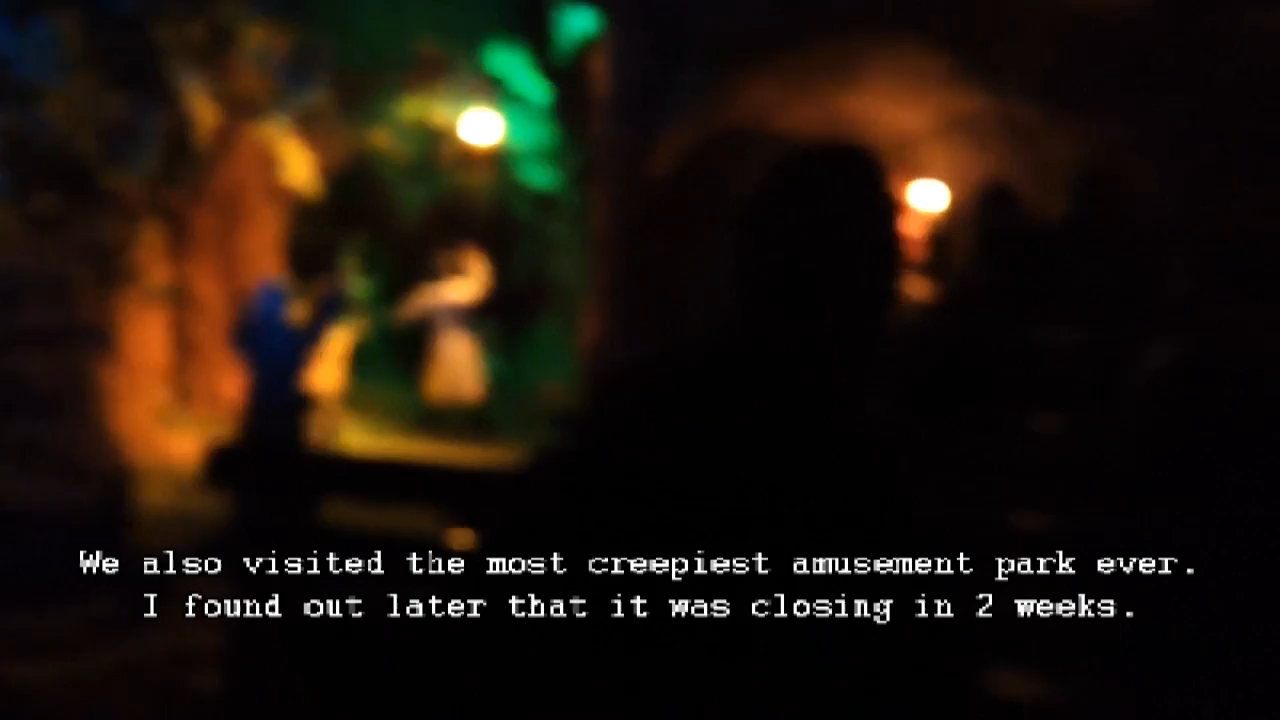 We also visited the most creepiest amusement park ever.
I found out later that it was closing in 2 weeks.